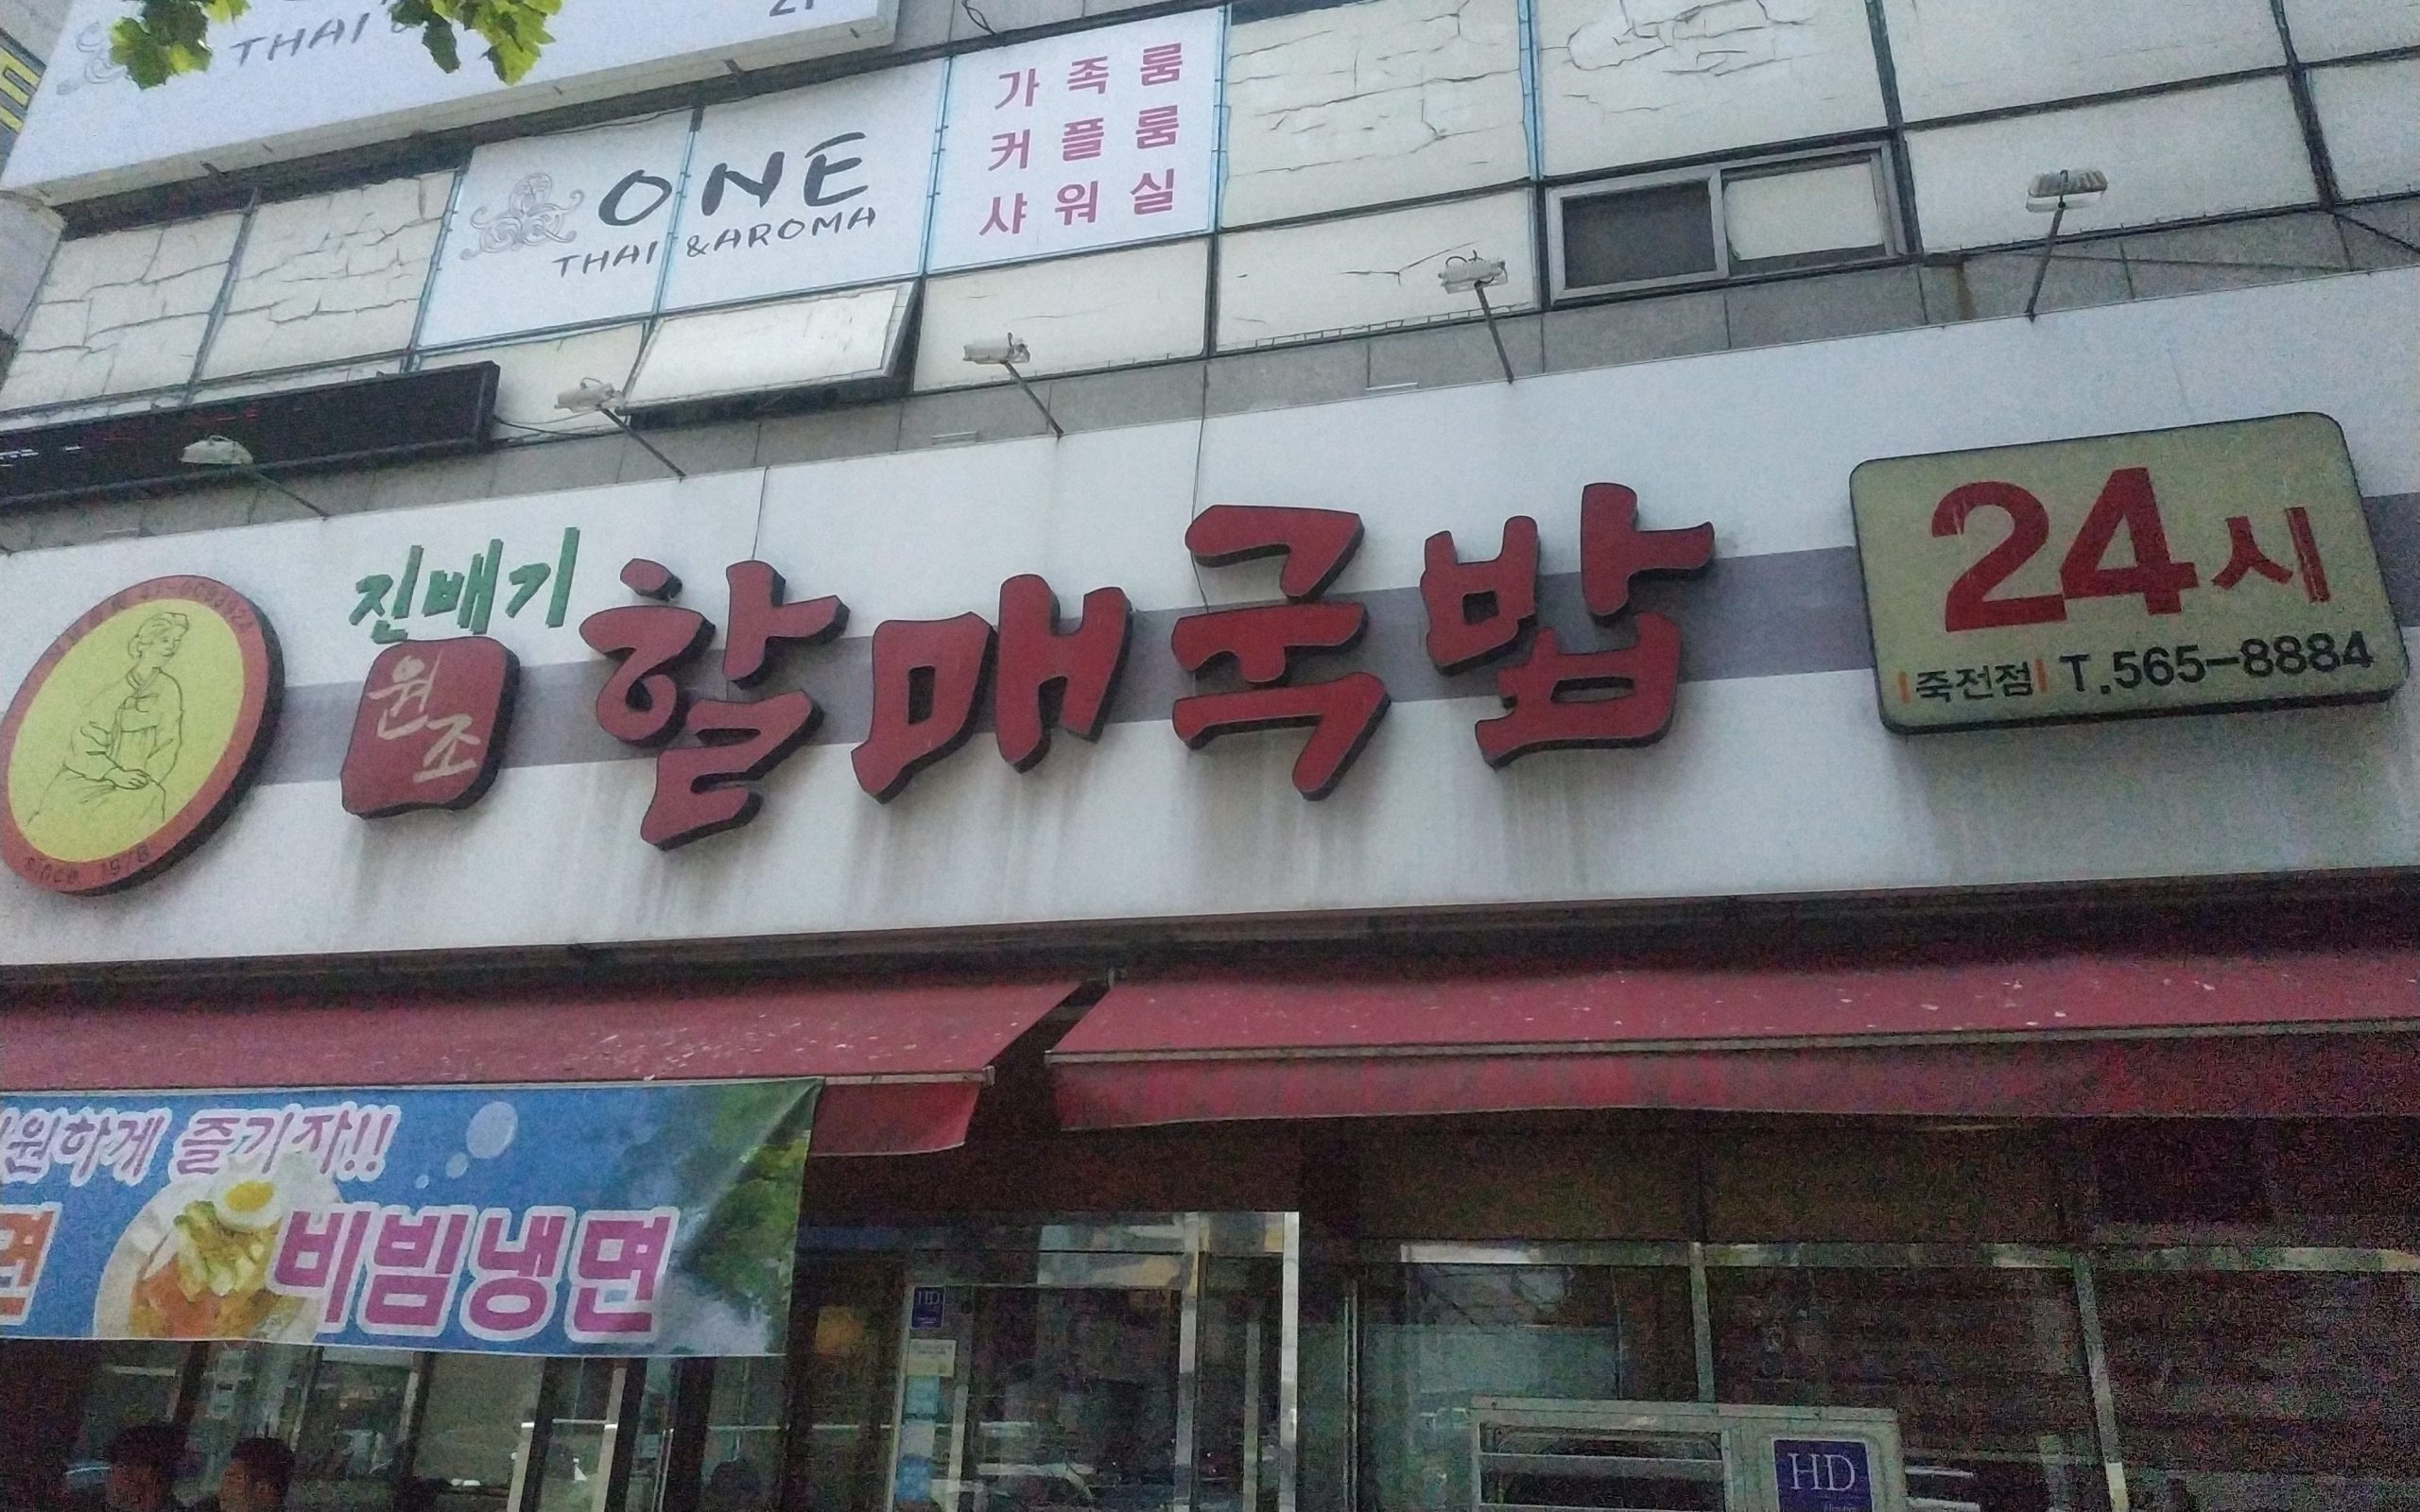 THAI
ONE
THAI & AROMA
가족룸
커플룸
샤워실
진배기
원조
할매국밥
24시
죽전점 T.565-8884
since 1978
원하게 즐기자!!
면
비빔냉면
HD
HD